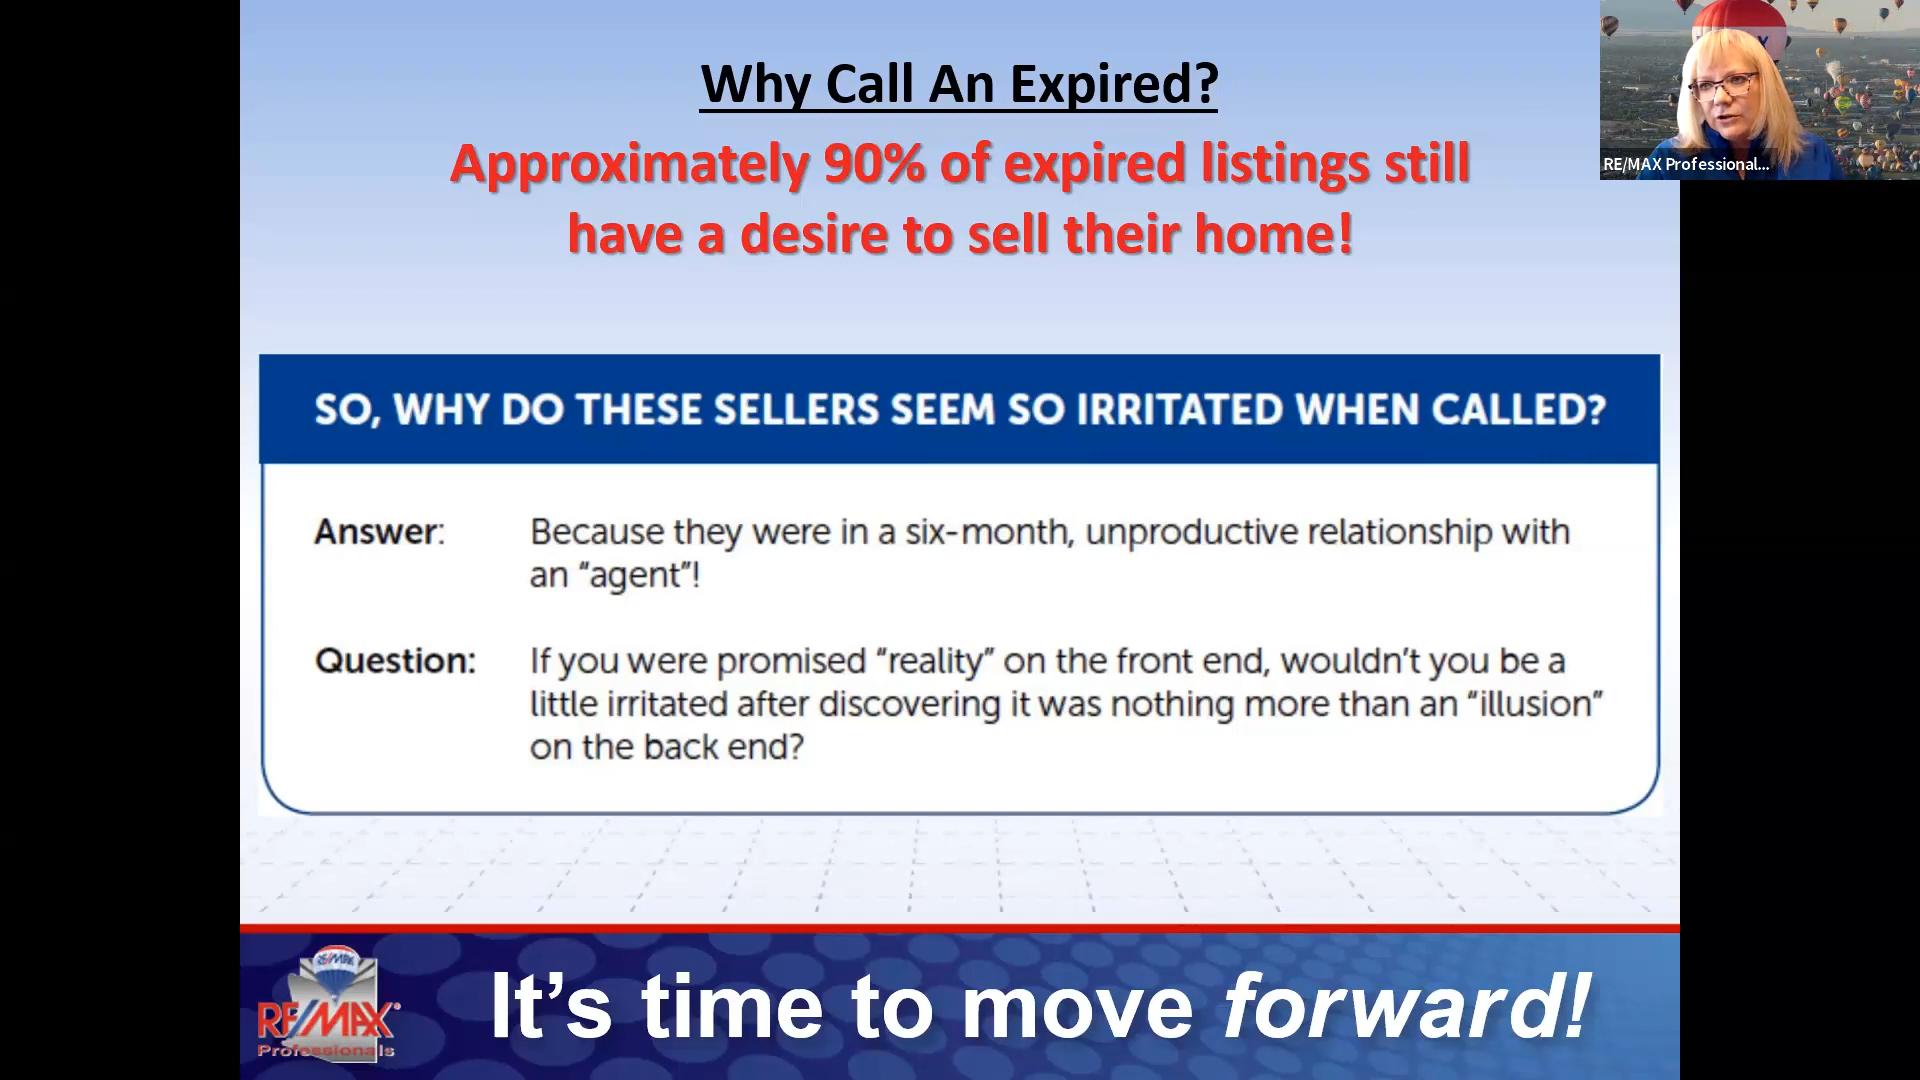 Why Call An Expired?
Approximately 90% of expired listings still
have a desire to sell their home!
RE/MAX Professional...
SO, WHY DO THESE SELLERS SEEM SO IRRITATED WHEN CALLED?
Answer: Because they were in a six-month, unproductive relationship with
an “agent”!
Question: If you were promised “reality” on the front end, wouldn’t you be a
little irritated after discovering it was nothing more than an “illusion”
on the back end?
RE/MAX
RE/MAX®
Professionals
It’s time to move forward!